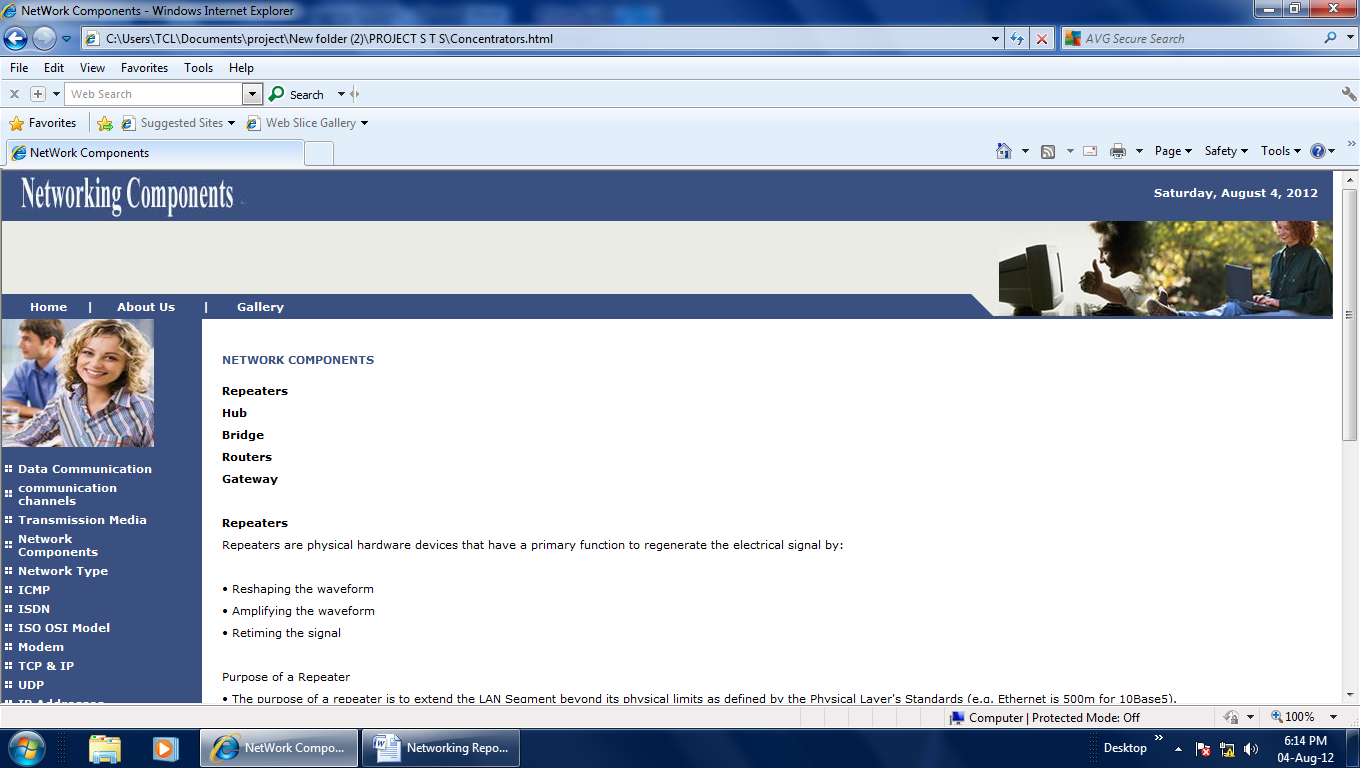 NetWork Components - Windows Internet Explorer
C:\Users\TCL\Documents\project\New folder (2)\PROJECT S T S\Concentrators.html
AVG Secure Search
File Edit View Favorites Tools Help
Web Search
Search
Favorites
Suggested Sites
Web Slice Gallery
NetWork Components
Page
Safety
Tools
Networking Components
Saturday, August 4, 2012
Home | About Us | Gallery
Data Communication
communication
channels
Transmission Media
Network
Components
Network Type
ICMP
ISDN
ISO OSI Model
Modem
TCP & IP
UDP
IP Addresses
NETWORK COMPONENTS
Repeaters
Hub
Bridge
Routers
Gateway
Repeaters
Repeaters are physical hardware devices that have a primary function to regenerate the electrical signal by:
• Reshaping the waveform
• Amplifying the waveform
• Retiming the signal
Purpose of a Repeater
• The purpose of a repeater is to extend the LAN Segment beyond its physical limits as defined by the Physical Layer's Standards (e.g. Ethernet is 500m for 10Base5).
Computer | Protected Mode: Off
100%
NetWork Compo...
Networking Repo...
Desktop
6:14 PM
04-Aug-12